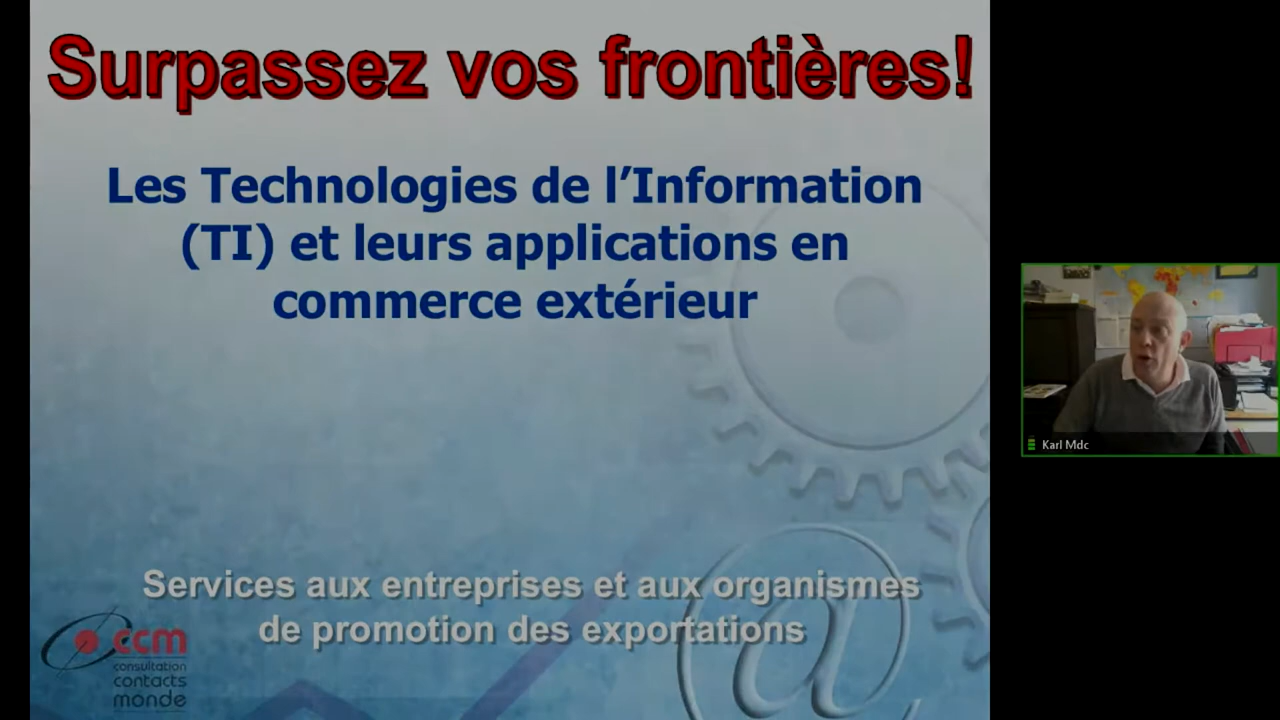 Surpassez vos frontières!
Les Technologies de l’Information
(TI) et leurs applications en
commerce extérieur
Services aux entreprises et aux organismes
de promotion des exportations
ccm
consultation
contacts
monde
Karl Mdc